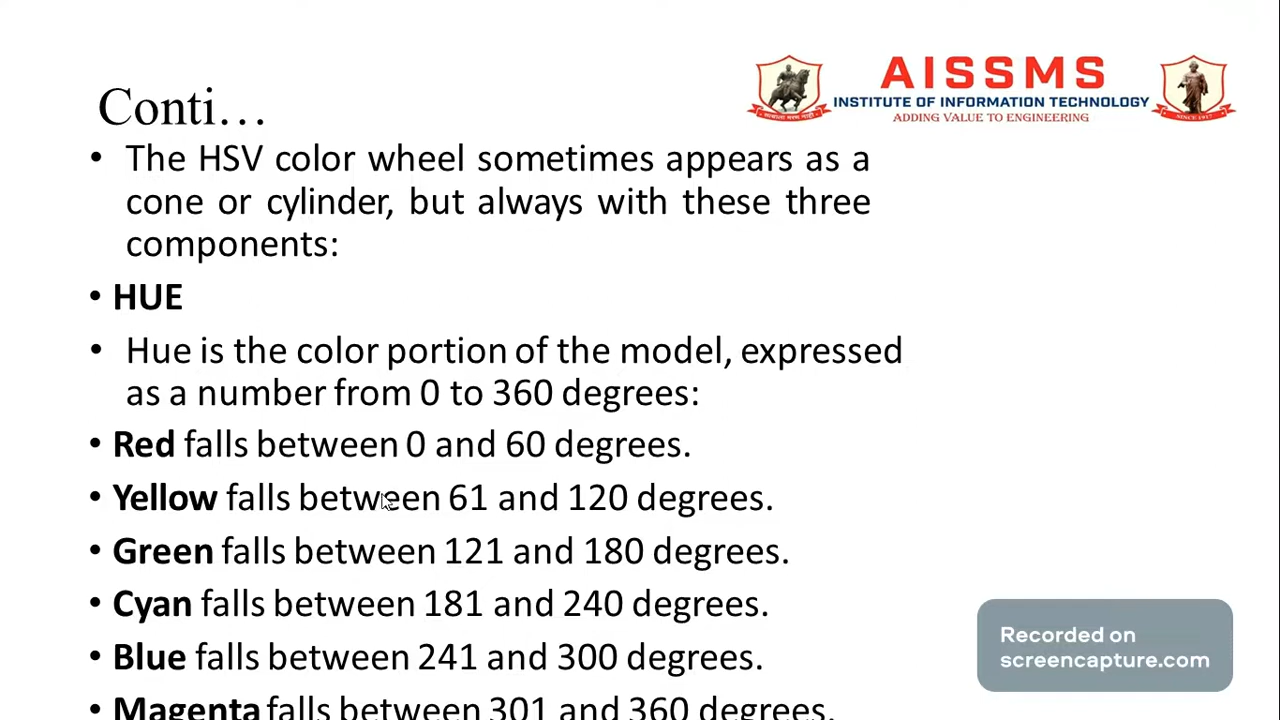 Conti…
AISSMS
INSTITUTE OF INFORMATION TECHNOLOGY
ADDING VALUE TO ENGINEERING
SINCE 1917
• The HSV color wheel sometimes appears as a
cone or cylinder, but always with these three
components:
• HUE
• Hue is the color portion of the model, expressed
as a number from 0 to 360 degrees:
• Red falls between 0 and 60 degrees.
• Yellow falls between 61 and 120 degrees.
• Green falls between 121 and 180 degrees.
• Cyan falls between 181 and 240 degrees.
• Blue falls between 241 and 300 degrees.
• Magenta falls between 301 and 360 degrees.
Recorded on
screencapture.com